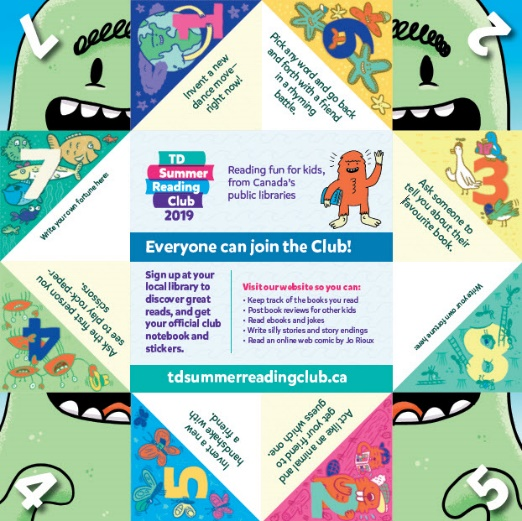 1
2
1
Invent a new
dance move–
right now!
6
Pick any word and go back
and forth with a friend
in a rhyming
battle.
7
Write your own fortune here:
TD
Summer
Reading
Club
2019
Reading fun for kids,
from Canada's
public libraries
3
Ask someone to
tell you about their
favourite book.
Everyone can join the Club!
4
Ask the first person you
see to play rock-paper-
scissors.
Sign up at your
local library to
discover great
reads, and get
your official club
notebook and
stickers.
Visit our website so you can:
• Keep track of the books you read
• Post book reviews for other kids
• Read ebooks and jokes
• Write silly stories and story endings
• Read an online web comic by Jo Rioux
8
Write your own fortune here:
tdsummerreadingclub.ca
5
Invent a new
handshake with
a friend.
2
Act like an animal and
get your friend to
guess which one.
4
3